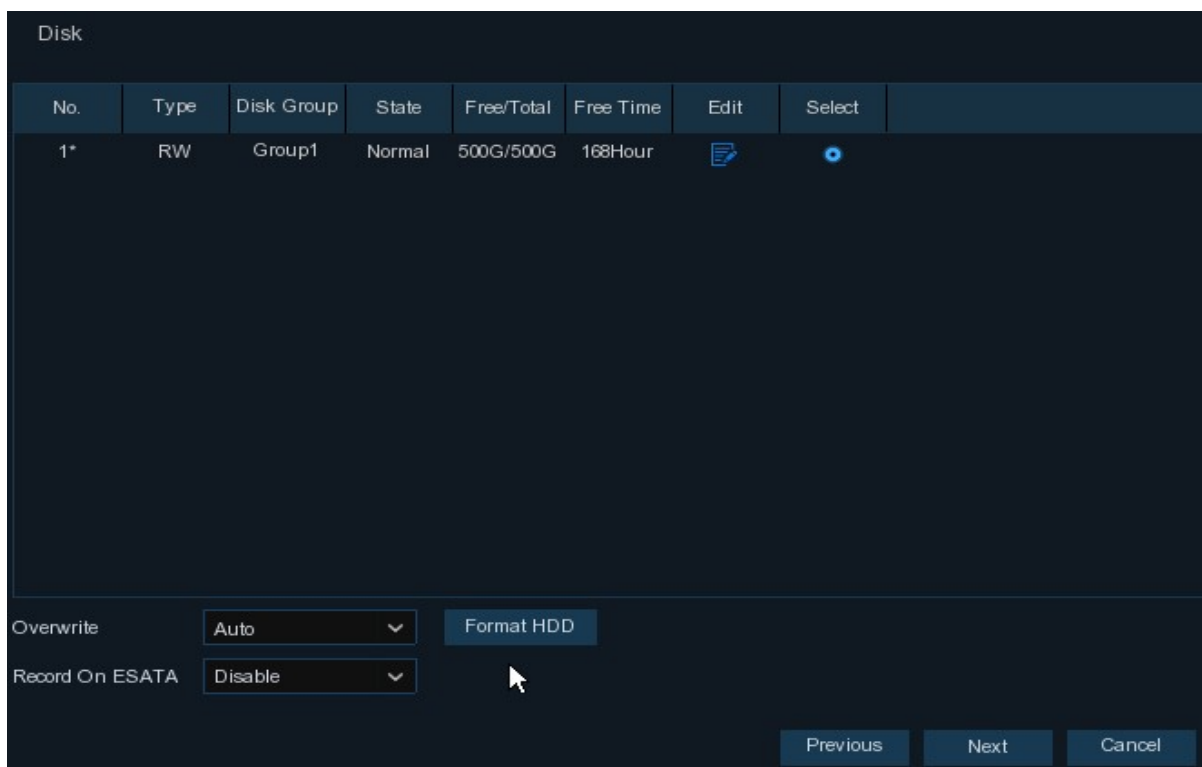 Disk
No. Type Disk Group State Free/Total Free Time Edit Select
1* RW Group1 Normal 500G/500G 168Hour
Overwrite Auto Format HDD
Record On ESATA Disable
Previous Next Cancel